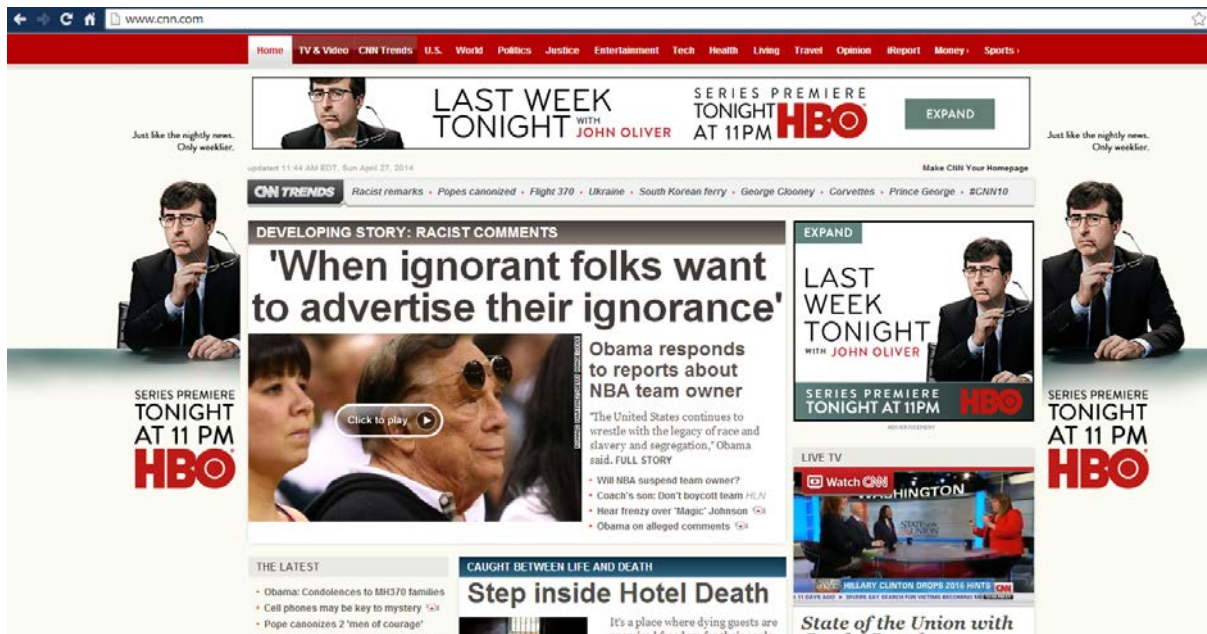 www.cnn.com
Home TV & Video CNN Trends U.S. World Politics Justice Entertainment Tech Health Living Travel Opinion iReport Money Sports
LAST WEEK
TONIGHT WITH JOHN OLIVER
SERIES PREMIERE
TONIGHT
AT 11PM
HBO
EXPAND
Just like the nightly news.
Only weeklier.
SERIES PREMIERE
TONIGHT
AT 11 PM
HBO
updated 11:44 AM EDT, Sun April 27, 2014
Make CNN Your Homepage
CNN TRENDS Racist remarks • Popes canonized • Flight 370 • Ukraine • South Korean ferry • George Clooney • Corvettes • Prince George • #CNN10
DEVELOPING STORY: RACIST COMMENTS
'When ignorant folks want
to advertise their ignorance'
Click to play
Obama responds
to reports about
NBA team owner
"The United States continues to
wrestle with the legacy of race and
slavery and segregation," Obama
said. FULL STORY
• Will NBA suspend team owner?
• Coach's son: Don't boycott team HLN
• Hear frenzy over 'Magic' Johnson
• Obama on alleged comments
THE LATEST
• Obama: Condolences to MH370 families
• Cell phones may be key to mystery
• Pope canonizes 2 'men of courage'
CAUGHT BETWEEN LIFE AND DEATH
Step inside Hotel Death
It's a place where dying guests are
EXPAND
LAST
WEEK
TONIGHT
WITH JOHN OLIVER
SERIES PREMIERE
TONIGHT AT 11PM
HBO
ADVERTISEMENT
LIVE TV
Watch CNN
WASHINGTON
STATE OF THE UNION
HILLARY CLINTON DROPS 2016 HINTS
CNN
State of the Union with
Just like the nightly news.
Only weeklier.
SERIES PREMIERE
TONIGHT
AT 11 PM
HBO